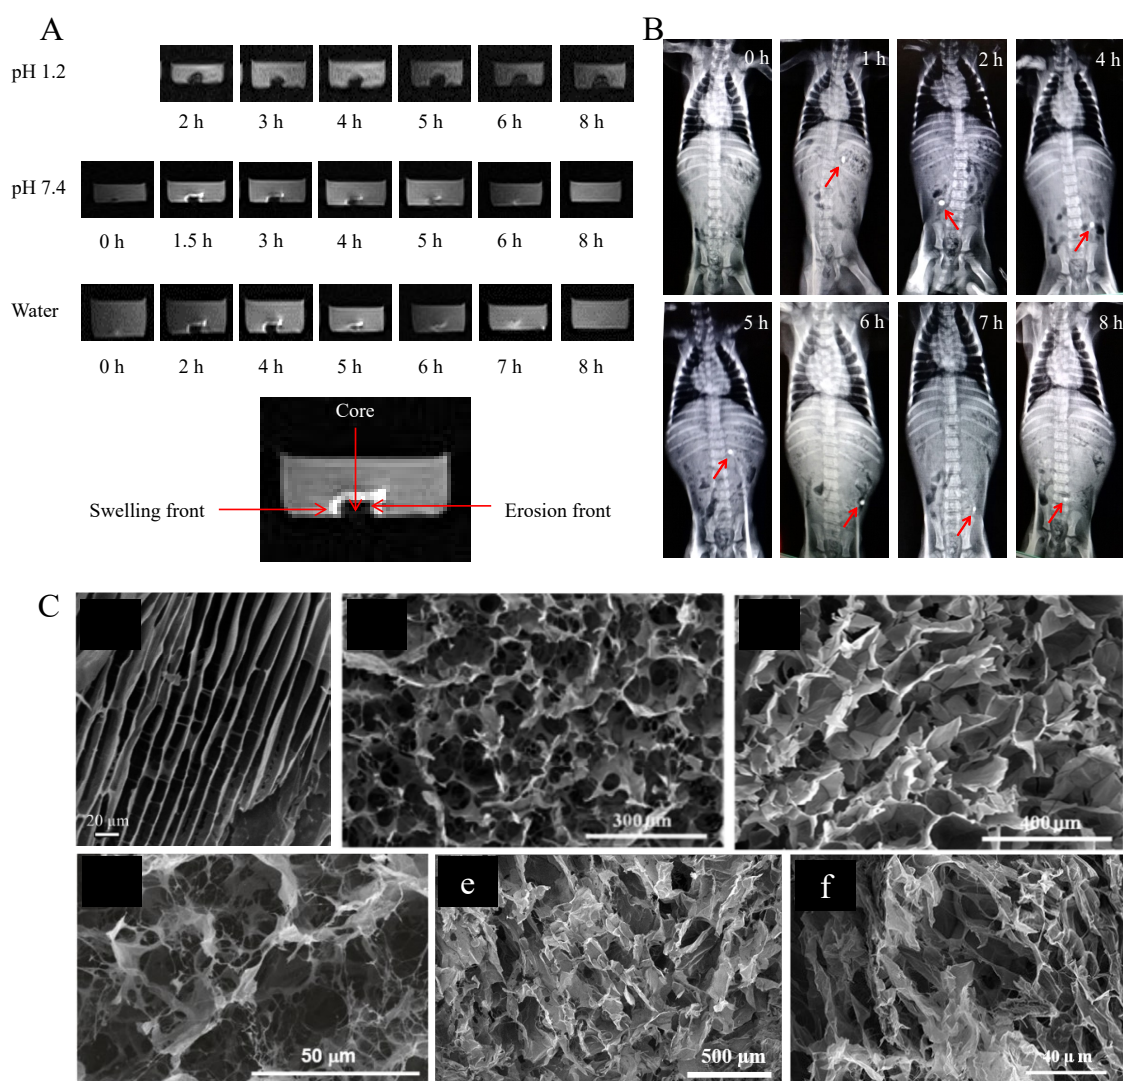 A
pH 1.2
2 h 3 h 4 h 5 h 6 h 8 h
pH 7.4
0 h 1.5 h 3 h 4 h 5 h 6 h 8 h
Water
0 h 2 h 4 h 5 h 6 h 7 h 8 h
Core
Swelling front
Erosion front
B
0 h 1 h 2 h 4 h
5 h 6 h 7 h 8 h
C
20 μm
300 μm
400 μm
50 μm
e
500 μm
f
40 μ m